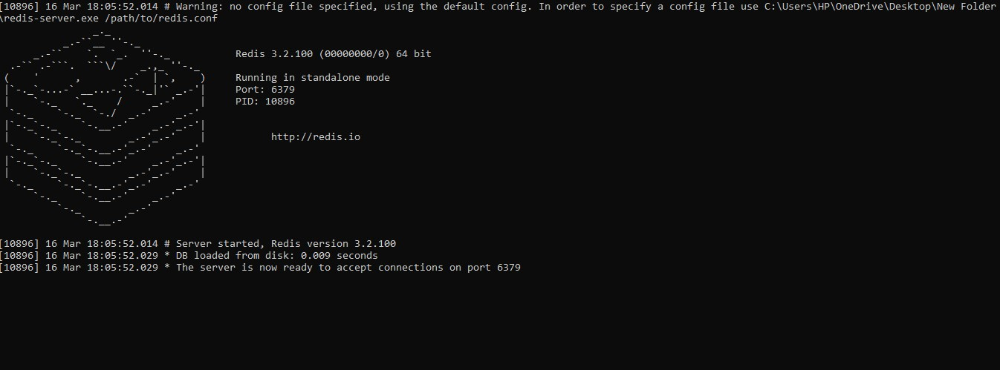 [10896] 16 Mar 18:05:52.014 # Warning: no config file specified, using the default config. In order to specify a config file use C:\Users\HP\OneDrive\Desktop\New Folder
\redis-server.exe /path/to/redis.conf
Redis 3.2.100 (00000000/0) 64 bit
Running in standalone mode
Port: 6379
PID: 10896
http://redis.io
[10896] 16 Mar 18:05:52.014 # Server started, Redis version 3.2.100
[10896] 16 Mar 18:05:52.029 * DB loaded from disk: 0.009 seconds
[10896] 16 Mar 18:05:52.029 * The server is now ready to accept connections on port 6379